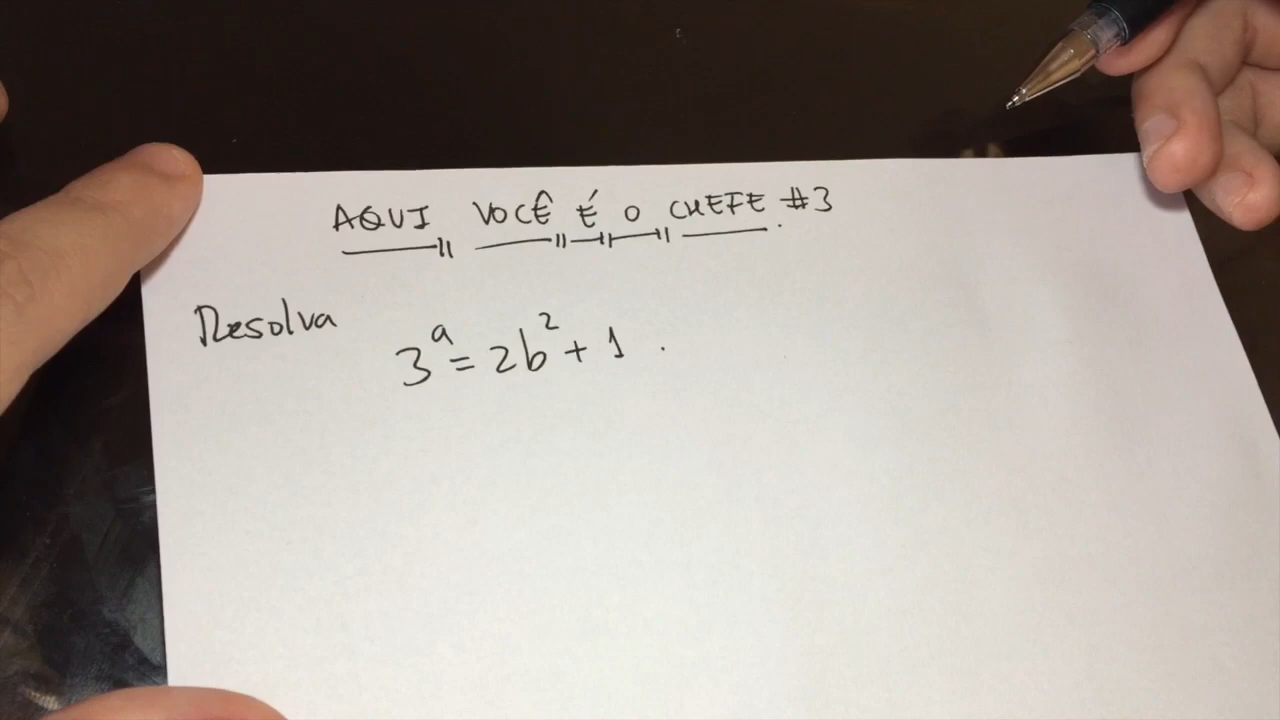 AQUI VOCÊ É O CHEFE #3.
Resolva
3^a = 2b^2 + 1.